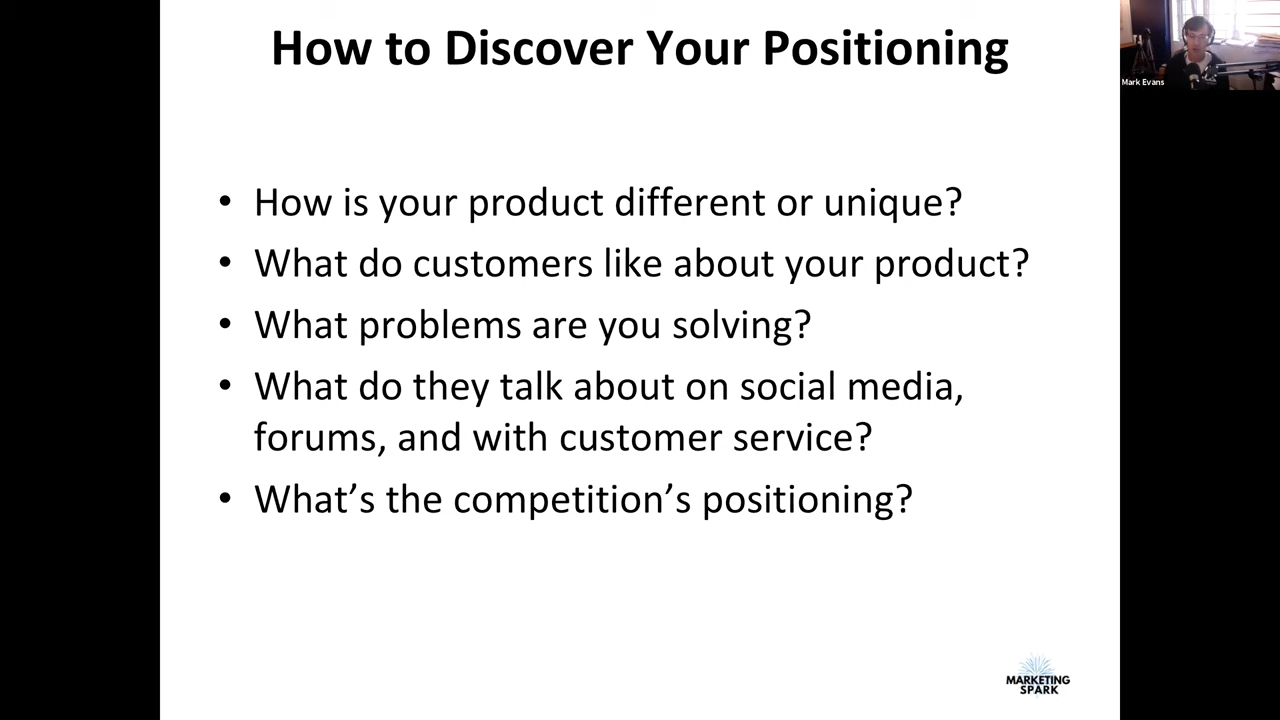 How to Discover Your Positioning
Mark Evans
• How is your product different or unique?
• What do customers like about your product?
• What problems are you solving?
• What do they talk about on social media,
forums, and with customer service?
• What’s the competition’s positioning?
MARKETING
SPARK